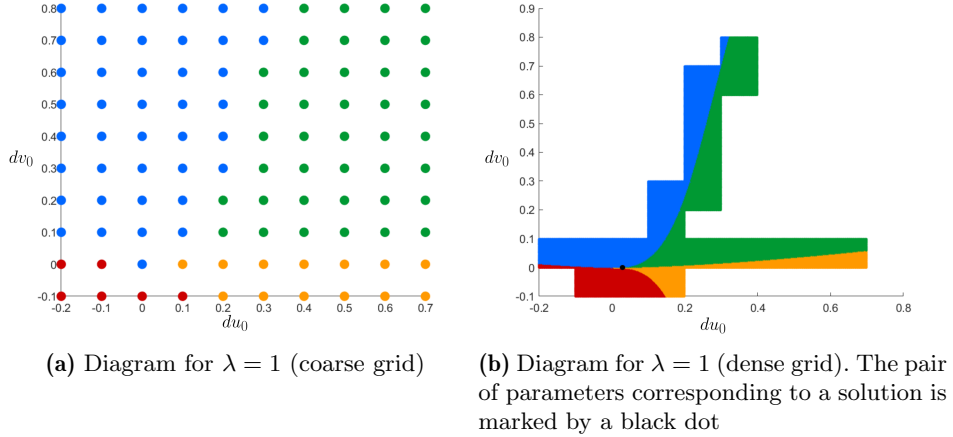 0.8
0.7
0.6
0.5
0.4
0.3
0.2
0.1
0
-0.1
dv₀
-0.2 -0.1 0 0.1 0.2 0.3 0.4 0.5 0.6 0.7
du₀
(a) Diagram for λ = 1 (coarse grid)
0.9
0.8
0.7
0.6
0.5
0.4
0.3
0.2
0.1
0
-0.1
dv₀
-0.2 0 0.2 0.4 0.6 0.8
du₀
(b) Diagram for λ = 1 (dense grid). The pair
of parameters corresponding to a solution is
marked by a black dot